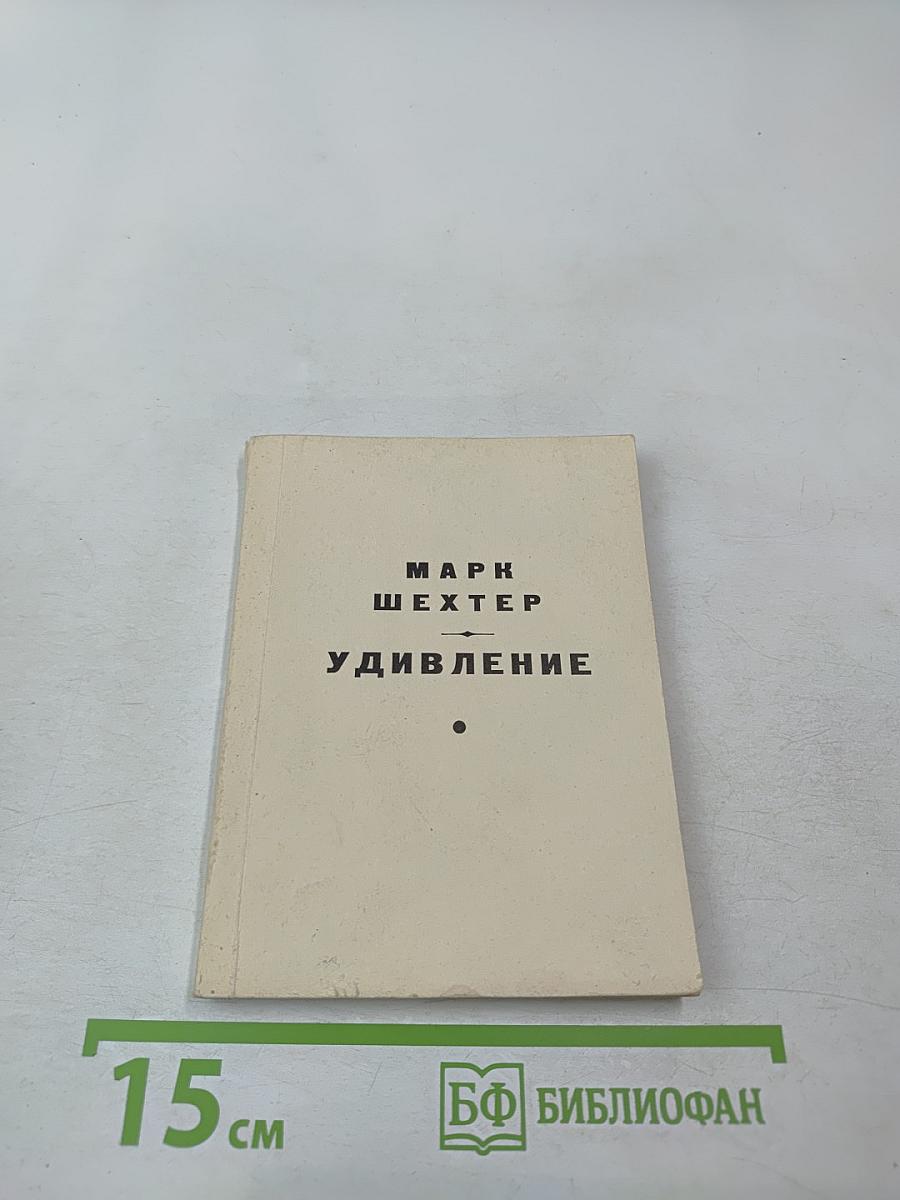 МАРК
ШЕХТЕР
УДИВЛЕНИЕ
15 см
БФ БИБЛИОФАН